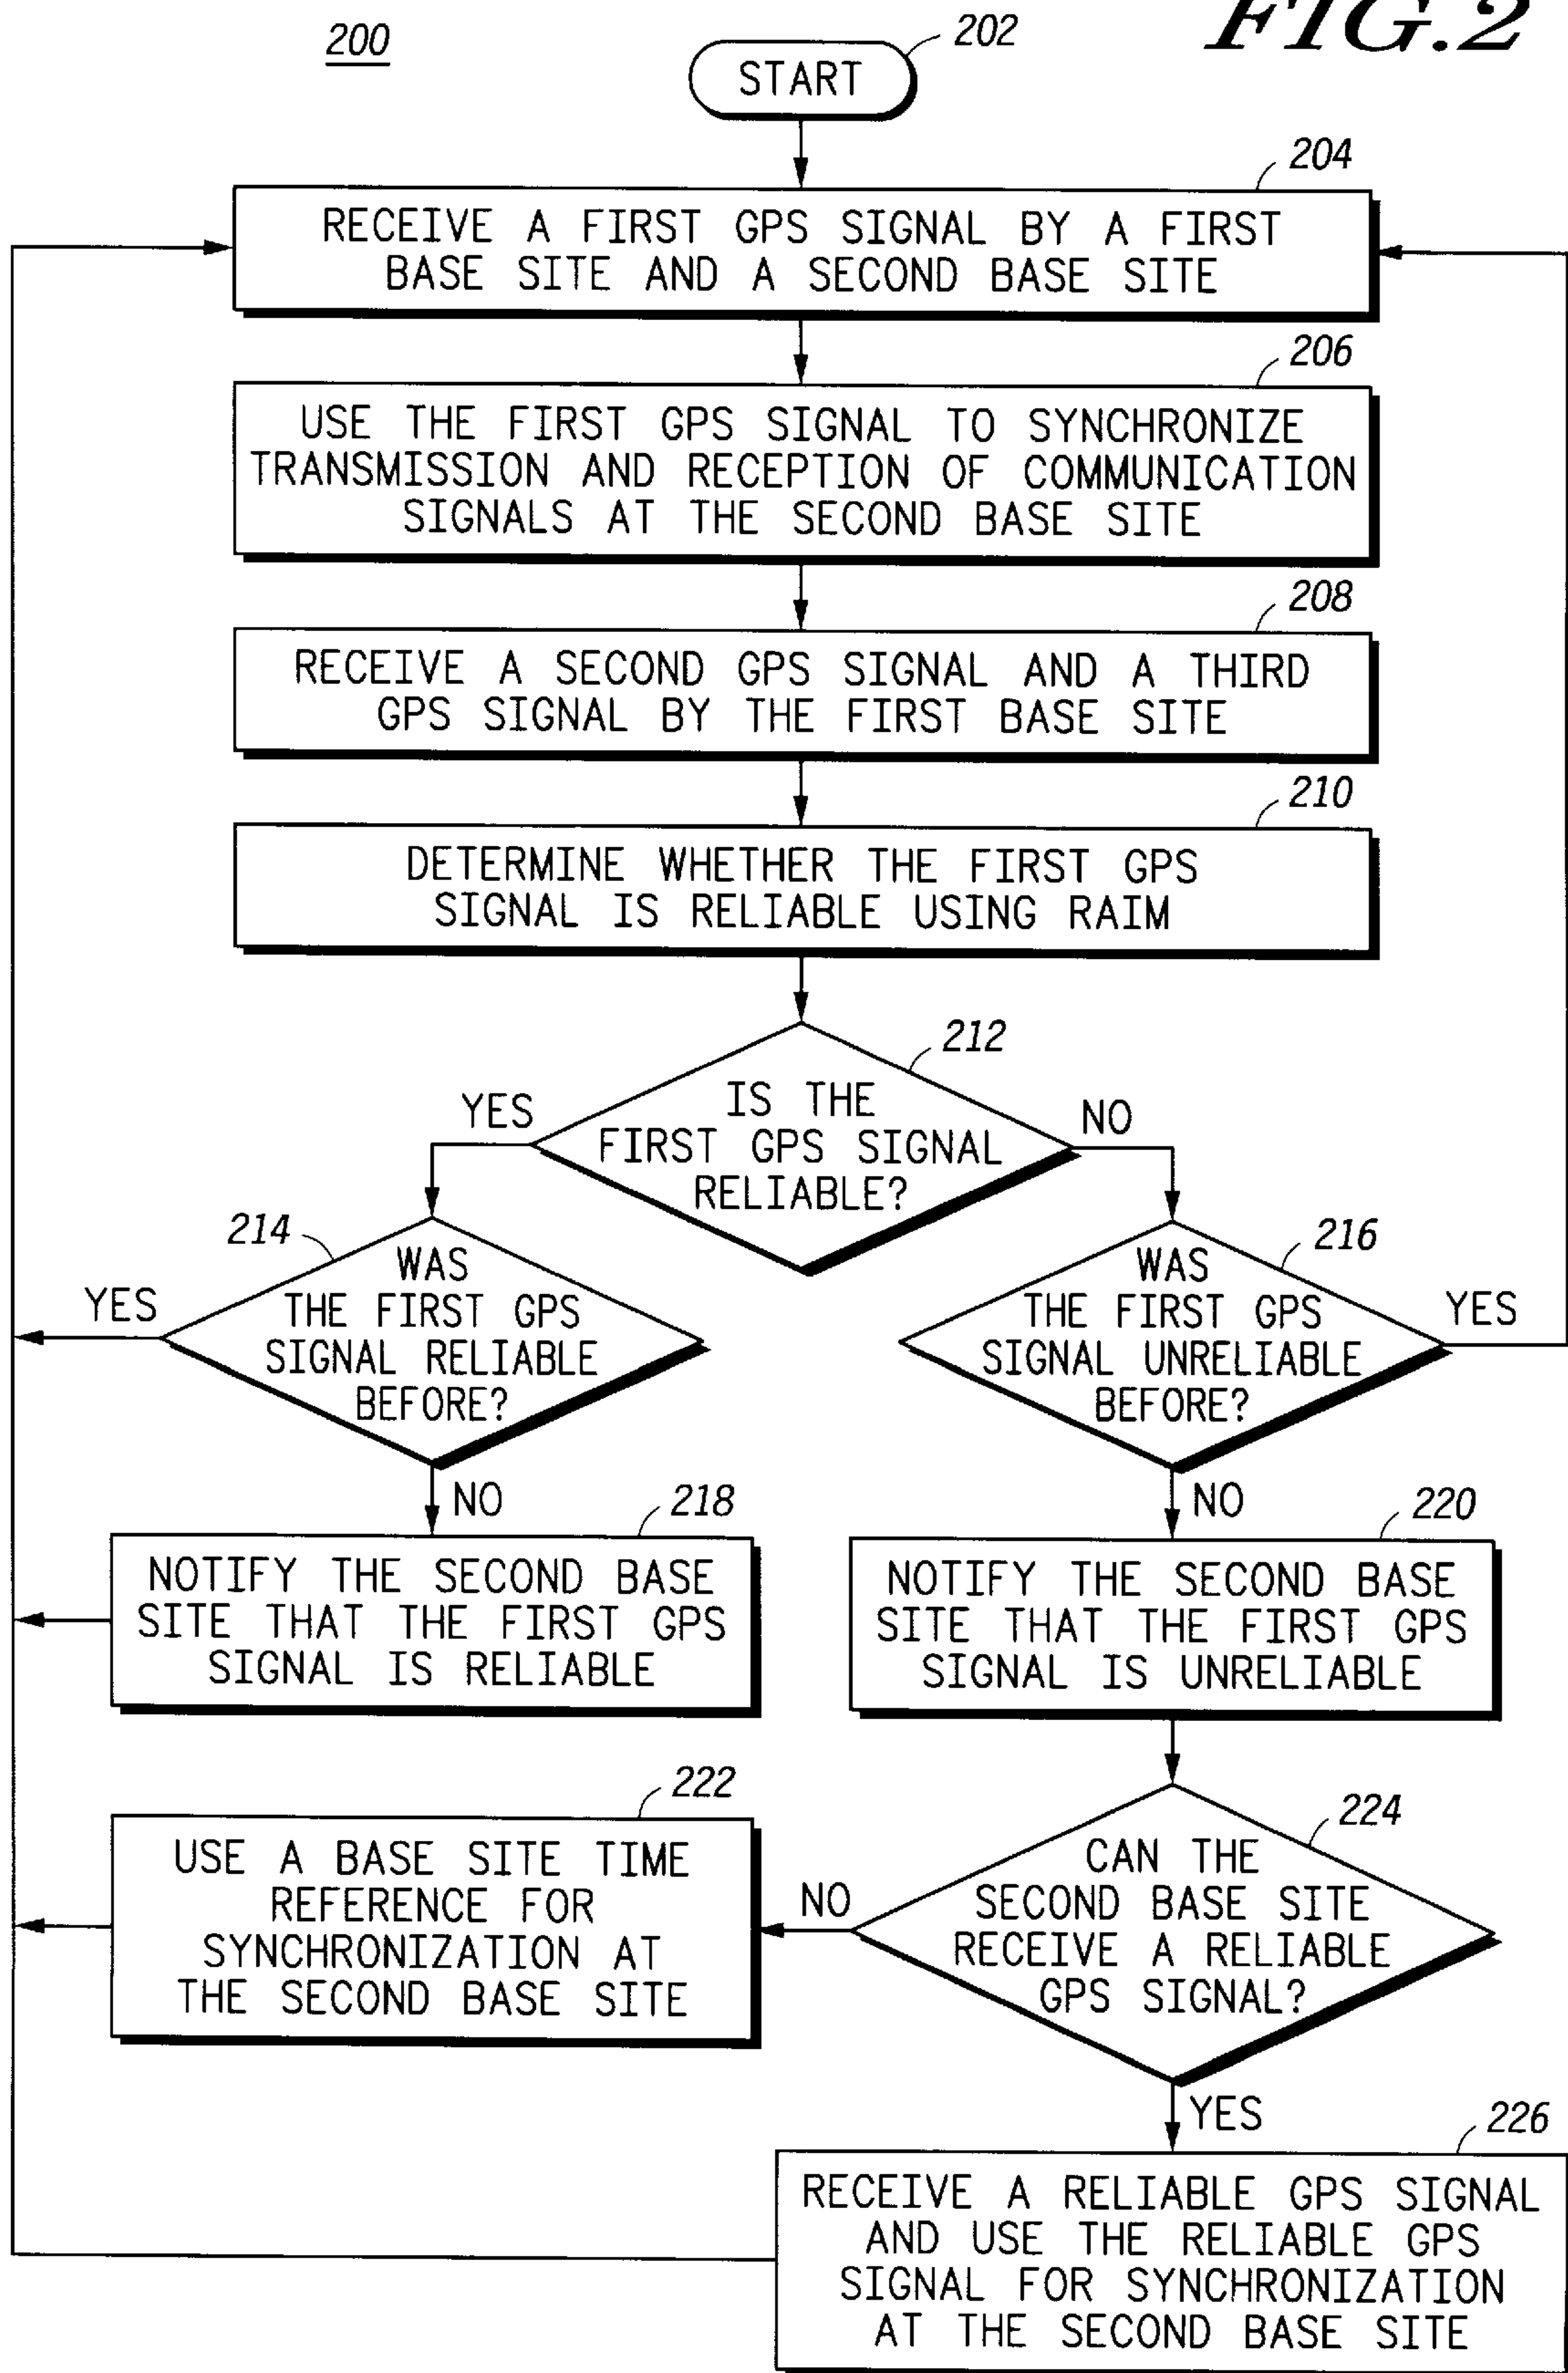 FIG.2
200
202
START
204
RECEIVE A FIRST GPS SIGNAL BY A FIRST
BASE SITE AND A SECOND BASE SITE
206
USE THE FIRST GPS SIGNAL TO SYNCHRONIZE
TRANSMISSION AND RECEPTION OF COMMUNICATION
SIGNALS AT THE SECOND BASE SITE
208
RECEIVE A SECOND GPS SIGNAL AND A THIRD
GPS SIGNAL BY THE FIRST BASE SITE
210
DETERMINE WHETHER THE FIRST GPS
SIGNAL IS RELIABLE USING RAIM
212
IS THE
FIRST GPS SIGNAL
RELIABLE?
YES
NO
214
WAS
THE FIRST GPS
SIGNAL RELIABLE
BEFORE?
YES
NO
216
WAS
THE FIRST GPS
SIGNAL UNRELIABLE
BEFORE?
YES
NO
218
NOTIFY THE SECOND BASE
SITE THAT THE FIRST GPS
SIGNAL IS RELIABLE
220
NOTIFY THE SECOND BASE
SITE THAT THE FIRST GPS
SIGNAL IS UNRELIABLE
222
USE A BASE SITE TIME
REFERENCE FOR
SYNCHRONIZATION AT
THE SECOND BASE SITE
224
CAN THE
SECOND BASE SITE
RECEIVE A RELIABLE
GPS SIGNAL?
NO
YES
226
RECEIVE A RELIABLE GPS SIGNAL
AND USE THE RELIABLE GPS
SIGNAL FOR SYNCHRONIZATION
AT THE SECOND BASE SITE